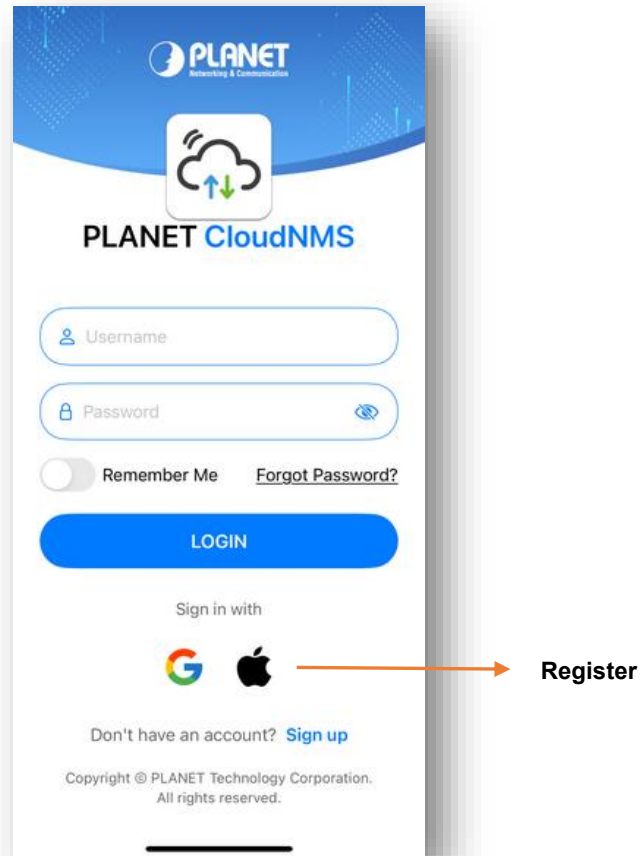 PLANET
Networking & Communication
PLANET CloudNMS
Username
Password
Remember Me Forgot Password?
LOGIN
Sign in with
Register
Don't have an account? Sign up
Copyright © PLANET Technology Corporation.
All rights reserved.